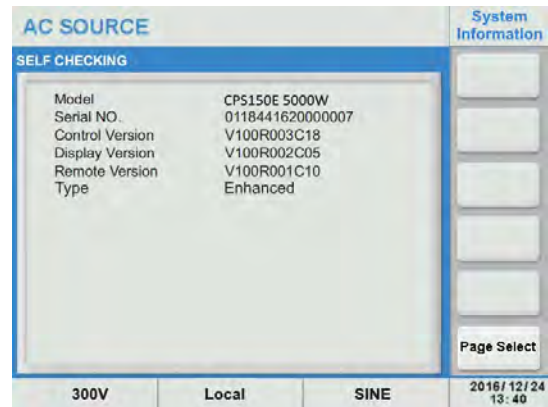 AC SOURCE
System
Information
SELF CHECKING
Model CPS150E 5000W
Serial NO. 0118441620000007
Control Version V100R003C18
Display Version V100R002C05
Remote Version V100R001C10
Type Enhanced
Page Select
300V Local SINE 2016/12/24
13:40